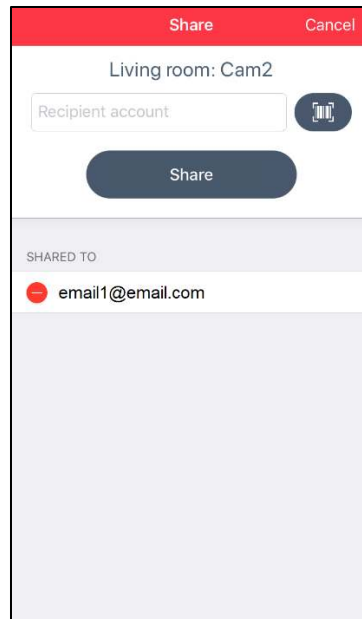 Share Cancel
Living room: Cam2
Recipient account
Share
SHARED TO
email1@email.com